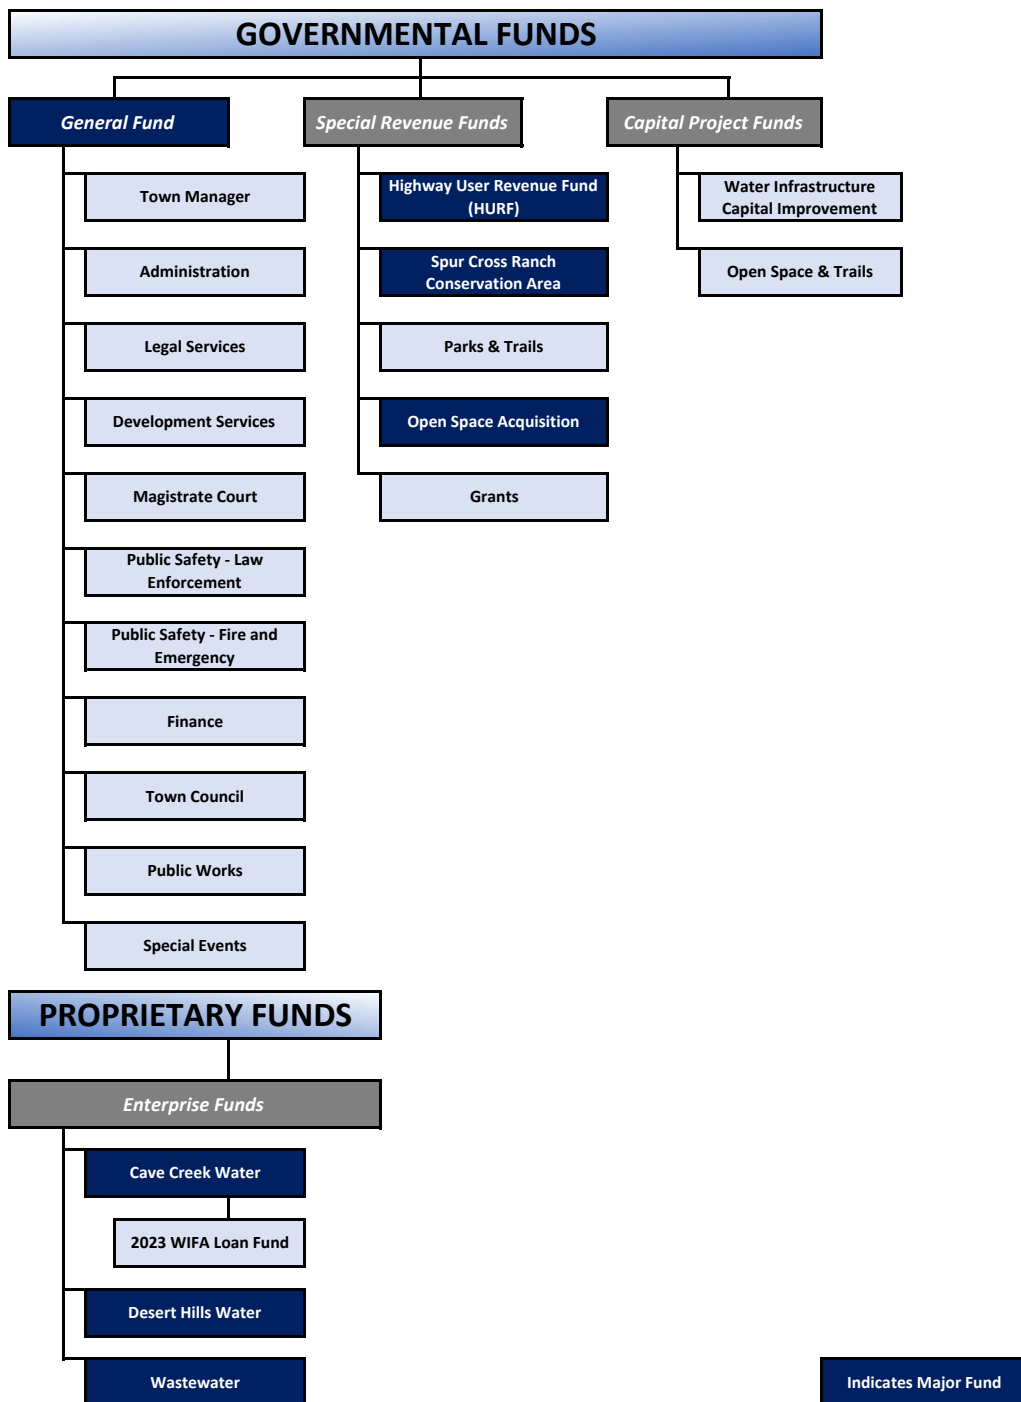 GOVERNMENTAL FUNDS
General Fund
Special Revenue Funds
Capital Project Funds
Town Manager
Administration
Legal Services
Development Services
Magistrate Court
Public Safety - Law
Enforcement
Public Safety - Fire and
Emergency
Finance
Town Council
Public Works
Special Events
Highway User Revenue Fund
(HURF)
Spur Cross Ranch
Conservation Area
Parks & Trails
Open Space Acquisition
Grants
Water Infrastructure
Capital Improvement
Open Space & Trails
PROPRIETARY FUNDS
Enterprise Funds
Cave Creek Water
2023 WIFA Loan Fund
Desert Hills Water
Wastewater
Indicates Major Fund